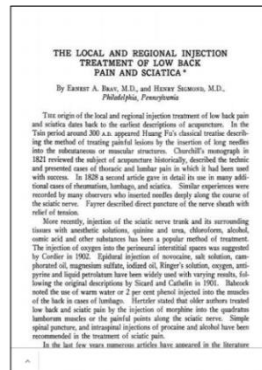 THE LOCAL AND REGIONAL INJECTION
TREATMENT OF LOW BACK
PAIN AND SCIATICA *
By Ernest A. Brav, M.D., and Henry Sigmond, M.D.,
Philadelphia, Pennsylvania
The origin of the local and regional injection treatment of low back pain
and sciatica dates back to the earliest descriptions of acupuncture. In the
Tsin period around 300 A.D. appeared Huang Fu's classical treatise describ-
ing the method of treating painful lesions by the insertion of long needles
into the subcutaneous or muscular structures. Churchill's monograph in
1821 reviewed the subject of acupuncture historically, described the technic
and presented cases of thoracic and lumbar pain in which it had been used
with success. In 1828 a second article gave in detail its use in many addi-
tional cases of rheumatism, lumbago, and sciatica. Similar experiences were
recorded by many observers who inserted needles deeply along the course of
the sciatic nerve. Fayrer described direct puncture of the nerve sheath with
relief of tension.
More recently, injection of the sciatic nerve trunk and its surrounding
tissues with anesthetic solutions, quinine and urea, chloroform, alcohol,
osmic acid and other substances has been a popular method of treatment.
The injection of oxygen into the perineural interstitial spaces was suggested
by Cordier in 1902. Epidural injection of novocaine, salt solution, cam-
phorated oil, magnesium sulfate, iodized oil, Ringer's solution, oxygen, anti-
pyrine and liquid petrolatum have been widely used with varying results, fol-
lowing the original descriptions by Sicard and Cathelin in 1901. Babcock
noted the use of warm water or 2 per cent phenol injected into the muscles
of the back in cases of lumbago. Hertzler stated that older authors treated
low back and sciatic pain by the injection of morphine into the quadratus
lumborum muscles or the painful points along the sciatic nerve. Simple
spinal puncture, and intraspinal injections of procaine and alcohol have been
recommended in the treatment of sciatic pain.
In the last few years numerous articles have appeared in the literature